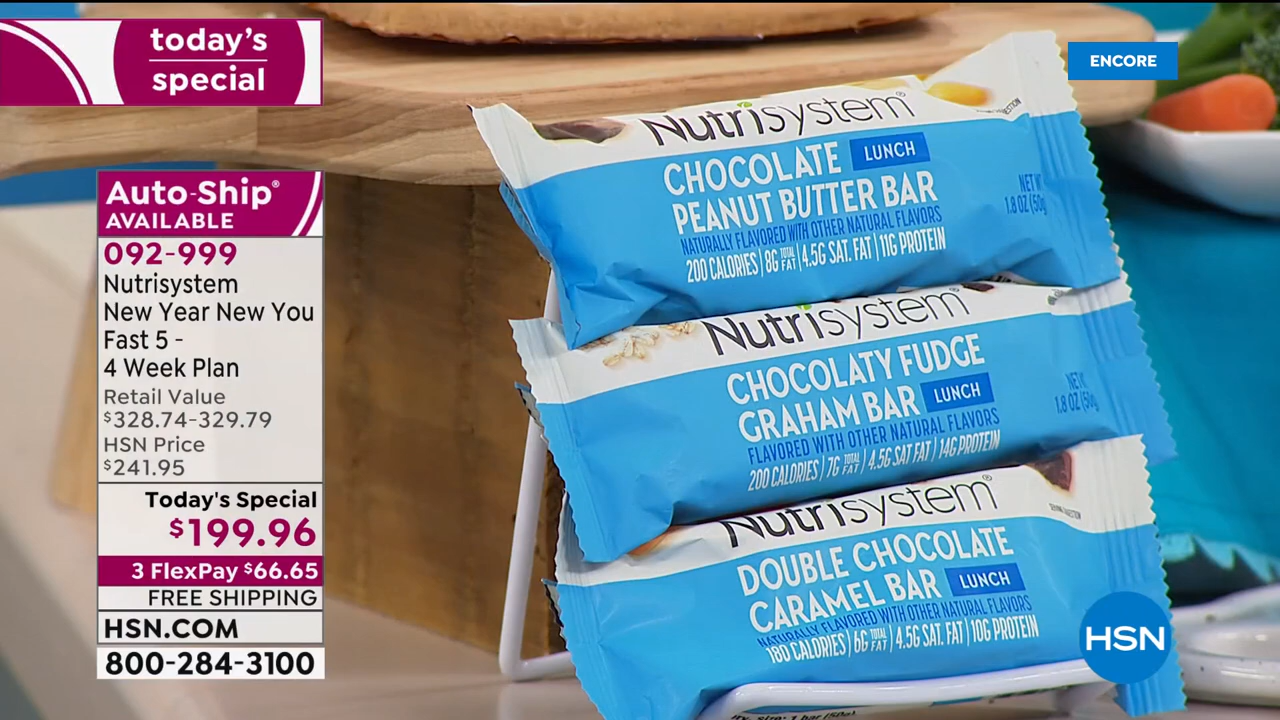 today's
special
ENCORE
Auto-Ship®
AVAILABLE
092-999
Nutrisystem
New Year New You
Fast 5 -
4 Week Plan
Retail Value
$328.74-329.79
HSN Price
$241.95
Today's Special
$199.96
3 FlexPay $66.65
FREE SHIPPING
HSN.COM
800-284-3100
Nutrisystem®
CHOCOLATE LUNCH
PEANUT BUTTER BAR
NATURALLY FLAVORED WITH OTHER NATURAL FLAVORS
200 CALORIES | 8G TOTAL FAT | 4.5G SAT. FAT | 11G PROTEIN
NET W
1.8 OZ (50g
Nutrisystem®
CHOCOLATY FUDGE
GRAHAM BAR LUNCH
FLAVORED WITH OTHER NATURAL FLAVORS
200 CALORIES | 7G TOTAL FAT | 4.5G SAT FAT | 14G PROTEIN
NET
1.8 OZ (50g
Nutrisystem®
DOUBLE CHOCOLATE
CARAMEL BAR LUNCH
NATURALLY FLAVORED WITH OTHER NATURAL FLAVORS
180 CALORIES | 6G TOTAL FAT | 4.5G SAT. FAT | 10G PROTEIN
HSN